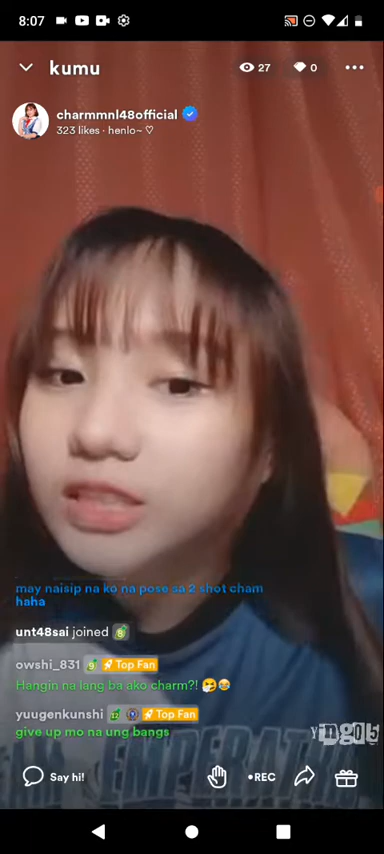 8:07
kumu
27
0
charmmnl48official
323 likes · henlo~ ♡
may naisip na ko na pose sa 2 shot cham
haha
unt48sai joined
owshi_831 Top Fan
Hangin na lang ba ako charm?! 🤧😂
yuugenkunshi Top Fan
give up mo na ung bangs
yingo5
EMPERATRI
Say hi!
•REC